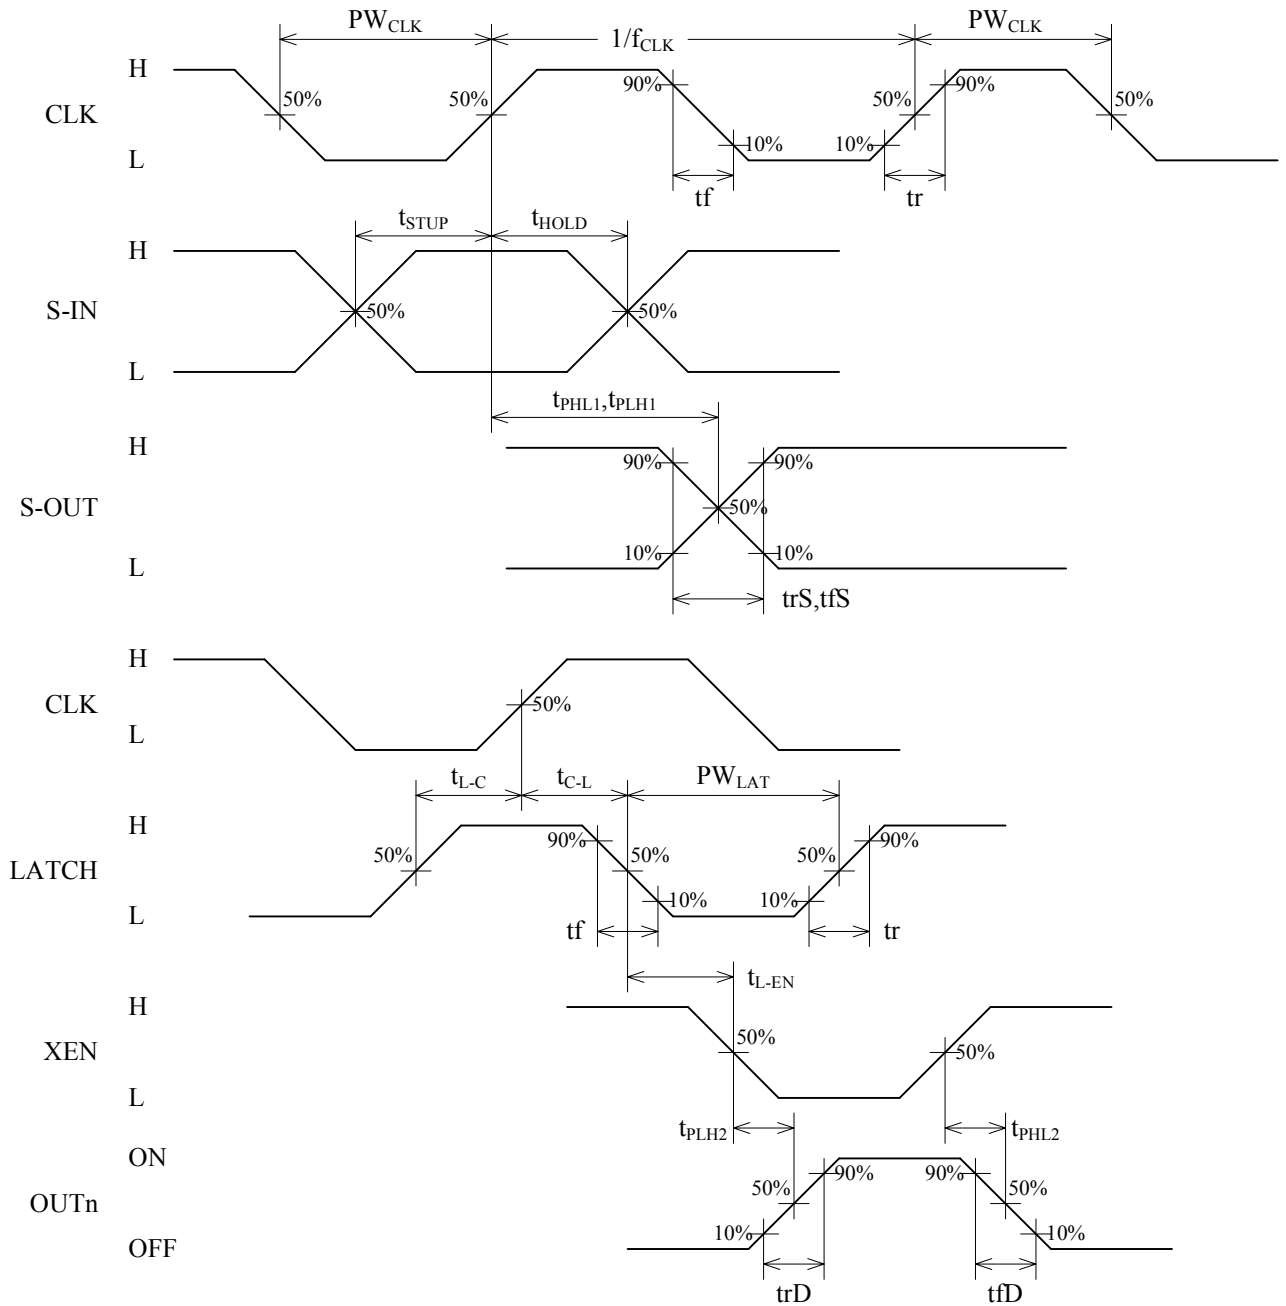 PW_CLK 1/f_CLK PW_CLK
H
50% 50% 90% 50% 90% 50%
CLK
10% 10%
L
tf tr
t_STUP t_HOLD
H
S-IN 50% 50%
L
t_PHL1,t_PLH1
H
90% 90%
S-OUT 50%
10% 10%
L
trS,tfS
H
CLK 50%
L
t_L-C t_C-L PW_LAT
H
90% 90%
50% 50% 50%
LATCH
10% 10%
L
tf tr
t_L-EN
H
50%
XEN 50%
L
t_PLH2 t_PHL2
ON
90% 90%
50% 50%
OUTn
10% 10%
OFF
trD tfD